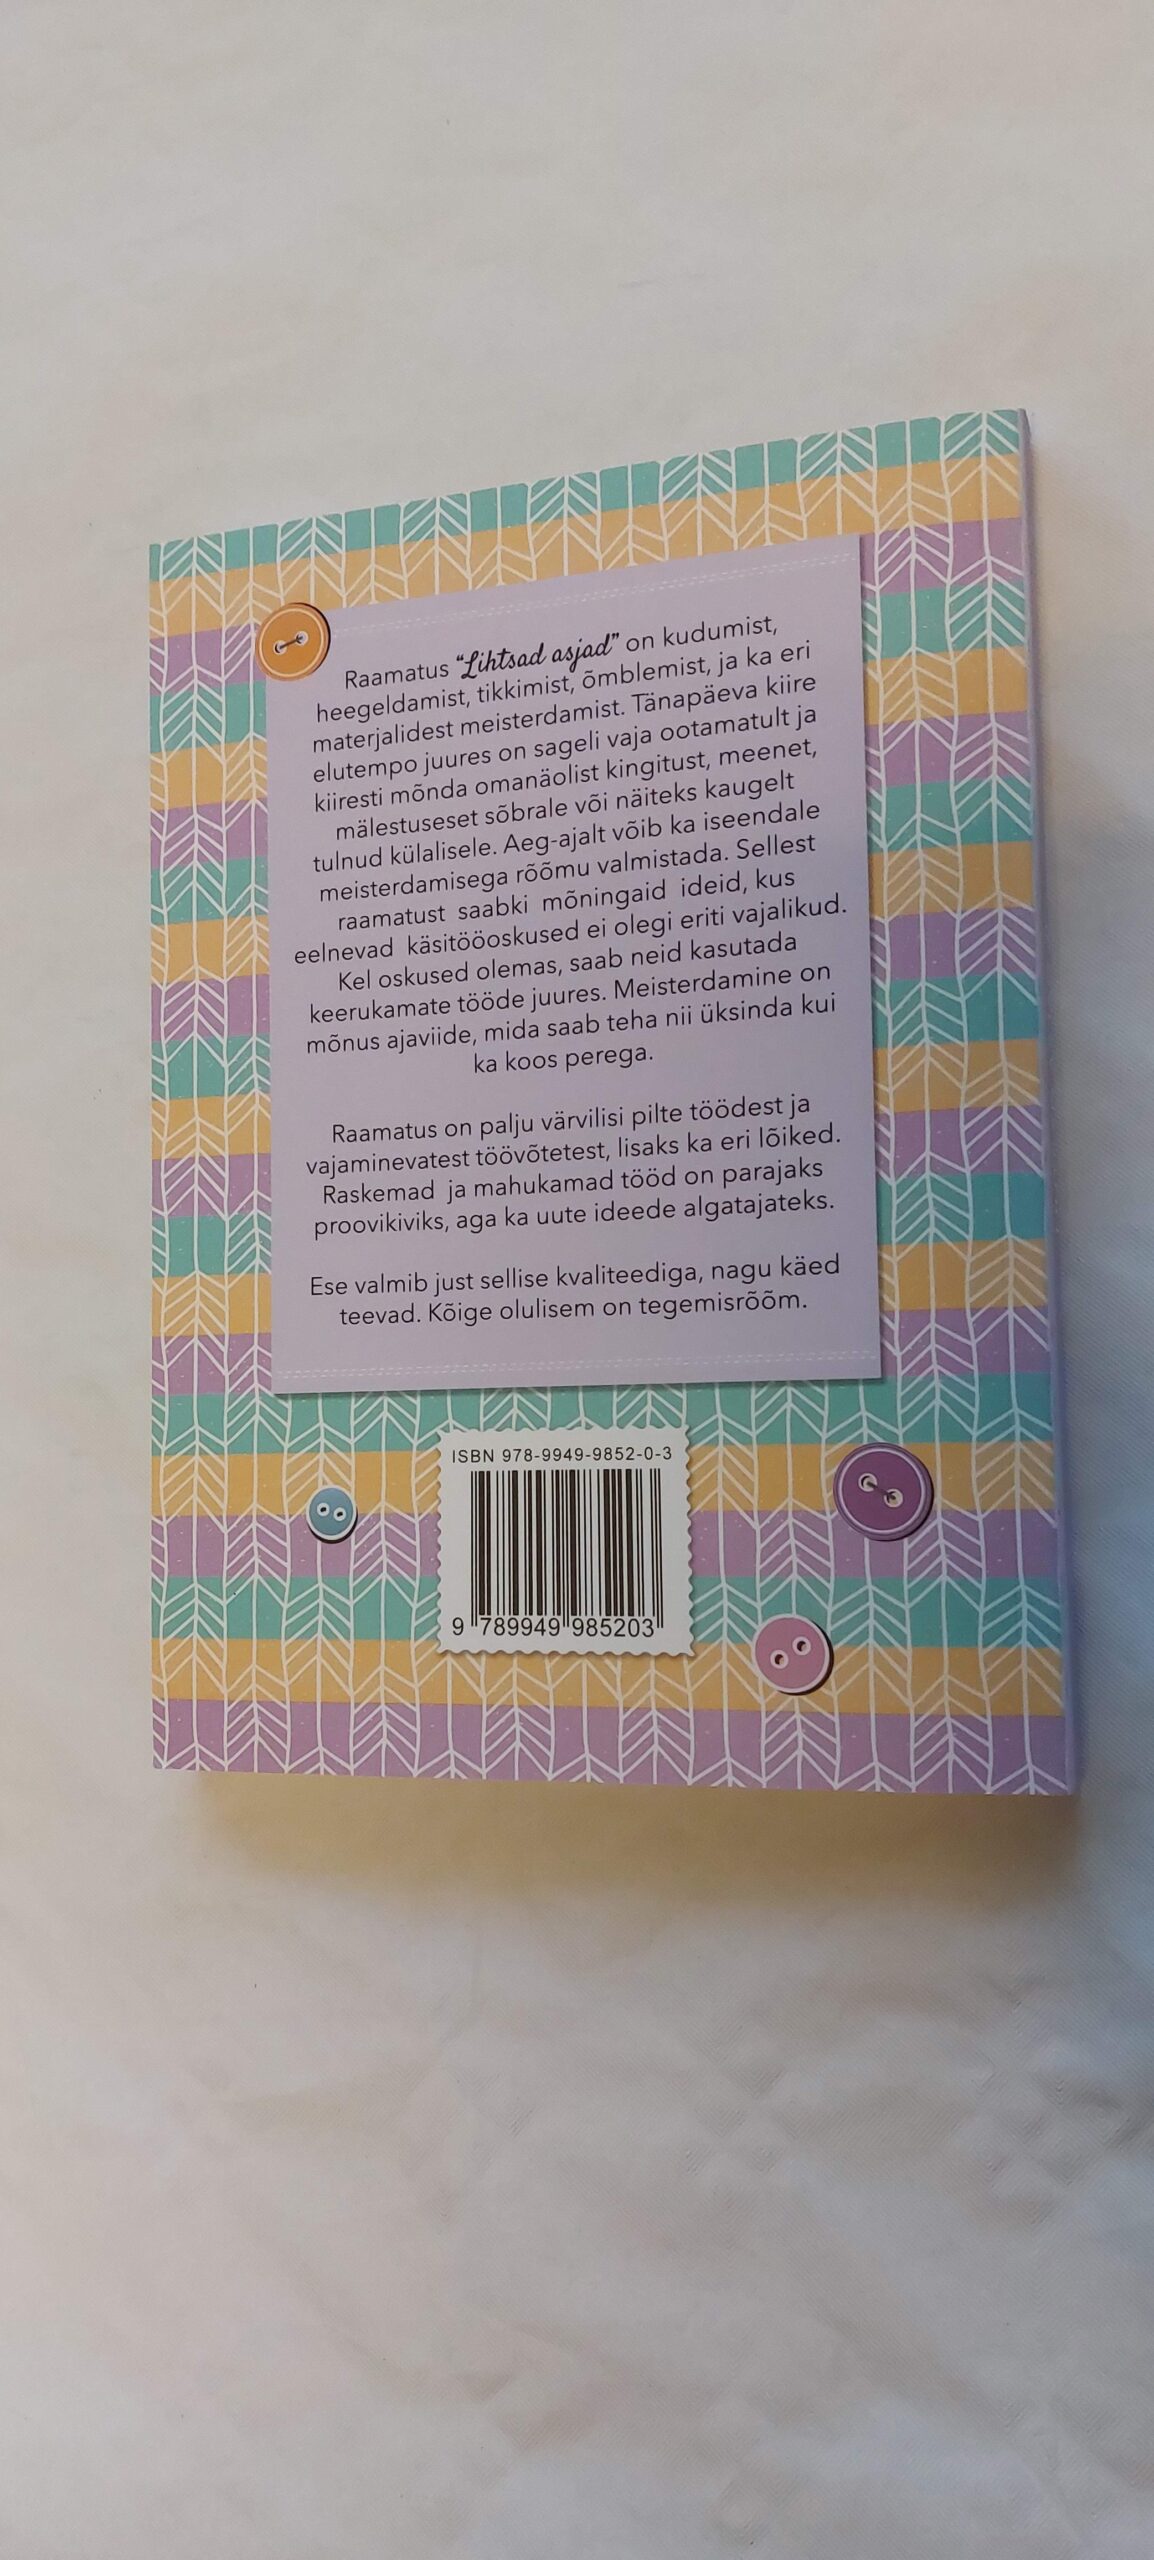 Raamatus “Lihtsad asjad” on kudumist,
heegeldamist, tikkimist, õmblemist, ja ka eri
materjalidest meisterdamist. Tänapäeva kiire
elutempo juures on sageli vaja ootamatult ja
kiiresti mõnda omanäolist kingitust, meenet,
mälestuseset sõbrale või näiteks kaugelt
tulnud külalisele. Aeg-ajalt võib ka iseendale
meisterdamisega rõõmu valmistada. Sellest
raamatust saabki mõningaid ideid, kus
eelnevad käsitööoskused ei olegi eriti vajalikud.
Kel oskused olemas, saab neid kasutada
keerukamate tööde juures. Meisterdamine on
mõnus ajaviide, mida saab teha nii üksinda kui
ka koos perega.
Raamatus on palju värvilisi pilte töödest ja
vajaminevatest töövõtetest, lisaks ka eri lõiked.
Raskemad ja mahukamad tööd on parajaks
proovikiviks, aga ka uute ideede algatajateks.
Ese valmib just sellise kvaliteediga, nagu käed
teevad. Kõige olulisem on tegemisrõõm.
ISBN 978-9949-9852-0-3
9 789949 985203